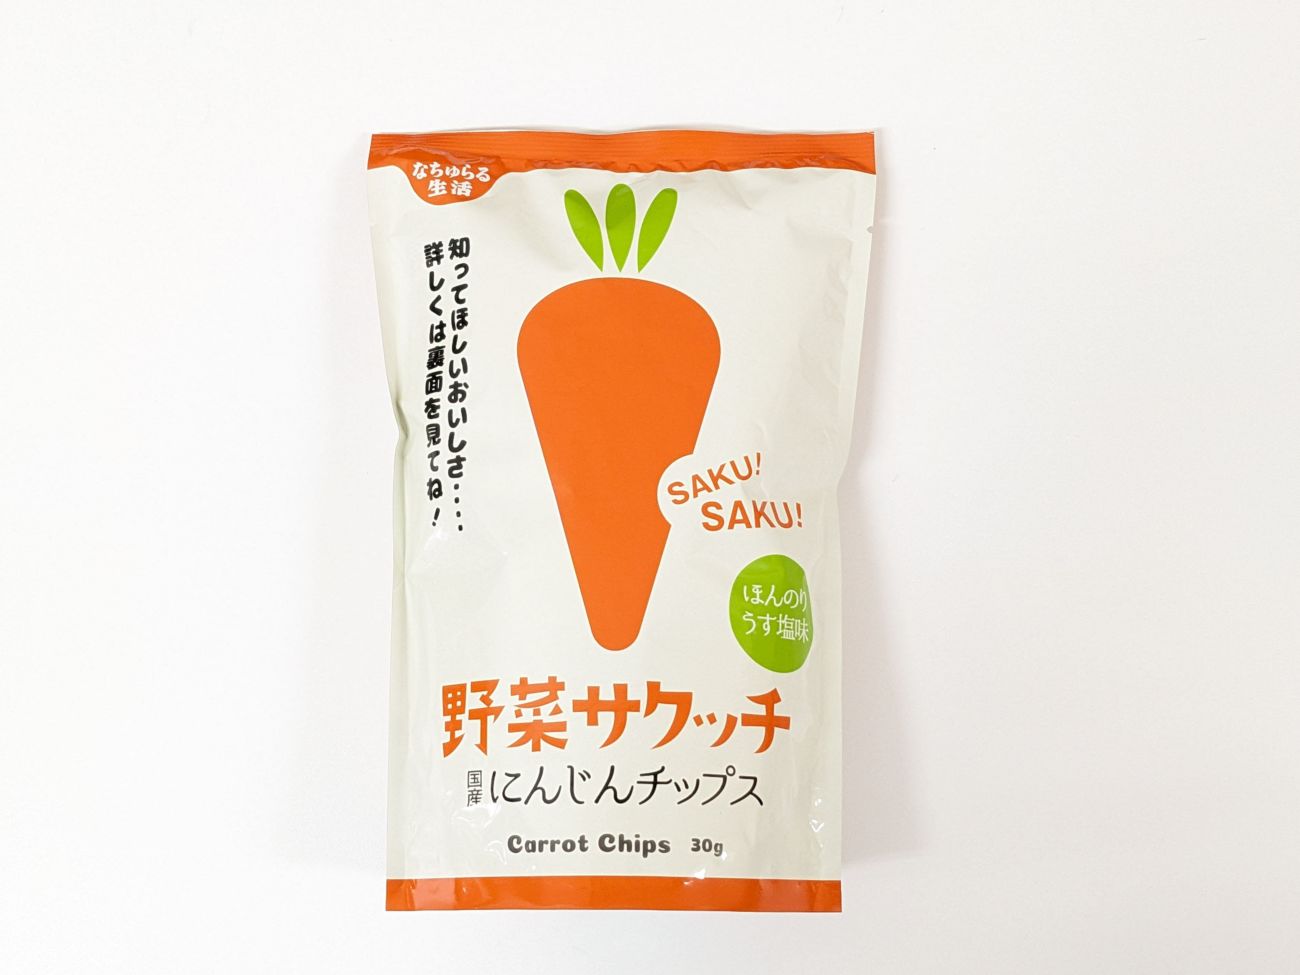 なちゅらる
生活
知ってほしいおいしさ‥‥
詳しくは裏面を見てね！
SAKU!
SAKU!
ほんのり
うす塩味
野菜サクッチ
国産にんじんチップス
Carrot Chips 30g